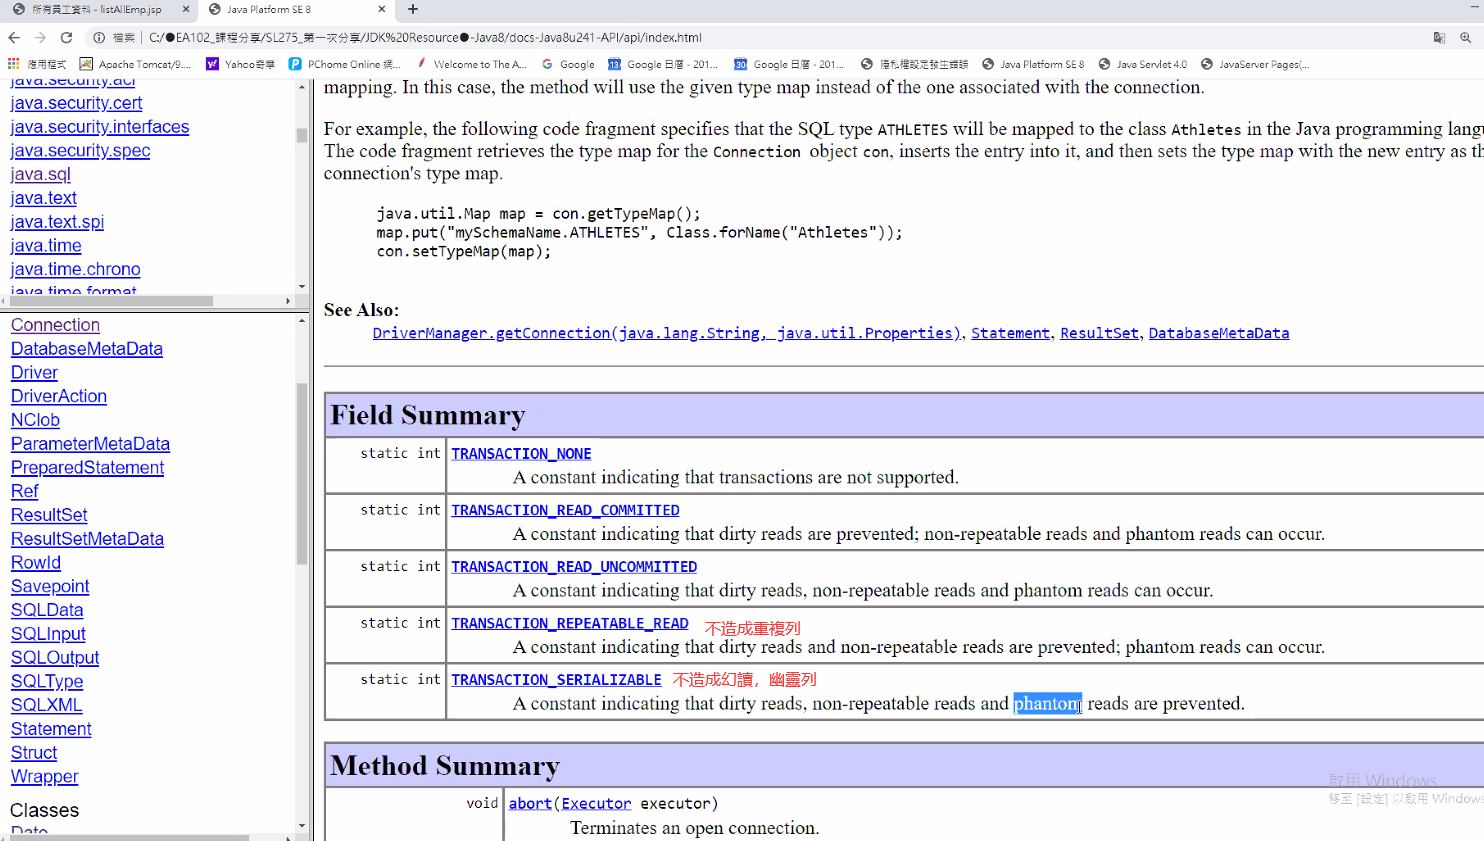 所有員工資料 - listAllEmp.jsp
Java Platform SE 8
檔案
C:/●EA102_課程分享/SL275_第一次分享/JDK%20Resource●-Java8/docs-Java8u241-API/api/index.html
應用程式
Apache Tomcat/9....
Yahoo奇摩
PChome Online 網...
Welcome to The A...
Google
Google 日曆 - 201...
Google 日曆 - 201...
隱私權設定發生錯誤
Java Platform SE 8
Java Servlet 4.0
JavaServer Pages(...
java.security.acl
java.security.cert
java.security.interfaces
java.security.spec
java.sql
java.text
java.text.spi
java.time
java.time.chrono
java.time.format
Connection
DatabaseMetaData
Driver
DriverAction
NClob
ParameterMetaData
PreparedStatement
Ref
ResultSet
ResultSetMetaData
RowId
Savepoint
SQLData
SQLInput
SQLOutput
SQLType
SQLXML
Statement
Struct
Wrapper
Classes
Date
mapping. In this case, the method will use the given type map instead of the one associated with the connection.
For example, the following code fragment specifies that the SQL type ATHLETES will be mapped to the class Athletes in the Java programming lang
The code fragment retrieves the type map for the Connection object con, inserts the entry into it, and then sets the type map with the new entry as th
connection's type map.
java.util.Map map = con.getTypeMap();
map.put("mySchemaName.ATHLETES", Class.forName("Athletes"));
con.setTypeMap(map);
See Also:
DriverManager.getConnection(java.lang.String, java.util.Properties), Statement, ResultSet, DatabaseMetaData
Field Summary
static int TRANSACTION_NONE
A constant indicating that transactions are not supported.
static int TRANSACTION_READ_COMMITTED
A constant indicating that dirty reads are prevented; non-repeatable reads and phantom reads can occur.
static int TRANSACTION_READ_UNCOMMITTED
A constant indicating that dirty reads, non-repeatable reads and phantom reads can occur.
static int TRANSACTION_REPEATABLE_READ 不造成重複列
A constant indicating that dirty reads and non-repeatable reads are prevented; phantom reads can occur.
static int TRANSACTION_SERIALIZABLE 不造成幻讀，幽靈列
A constant indicating that dirty reads, non-repeatable reads and phantom reads are prevented.
Method Summary
void abort(Executor executor)
Terminates an open connection.
啟用 Windows
移至 [設定] 以啟用 Windows